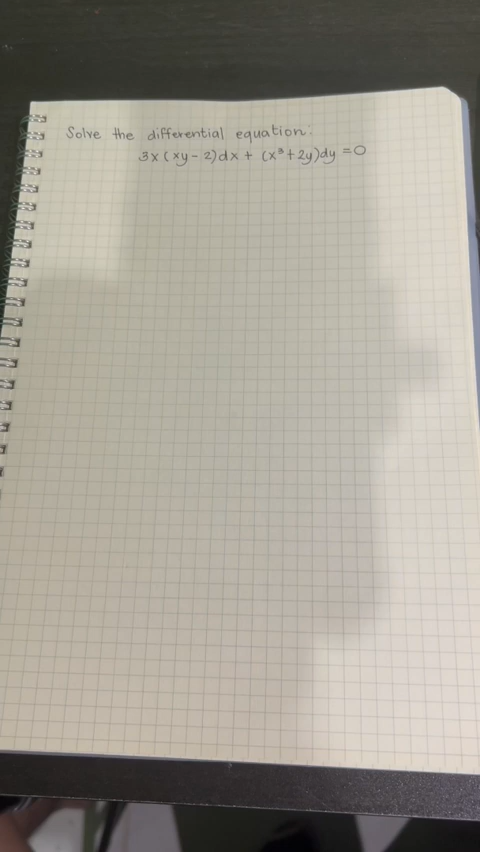 Solve the differential equation:
3x(xy-2)dx + (x³+2y)dy=0